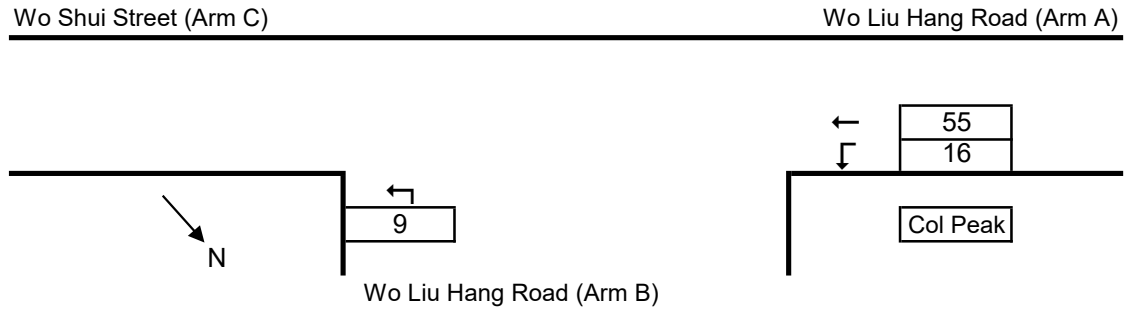 Wo Shui Street (Arm C)
Wo Liu Hang Road (Arm A)
55
16
9
Col Peak
N
Wo Liu Hang Road (Arm B)